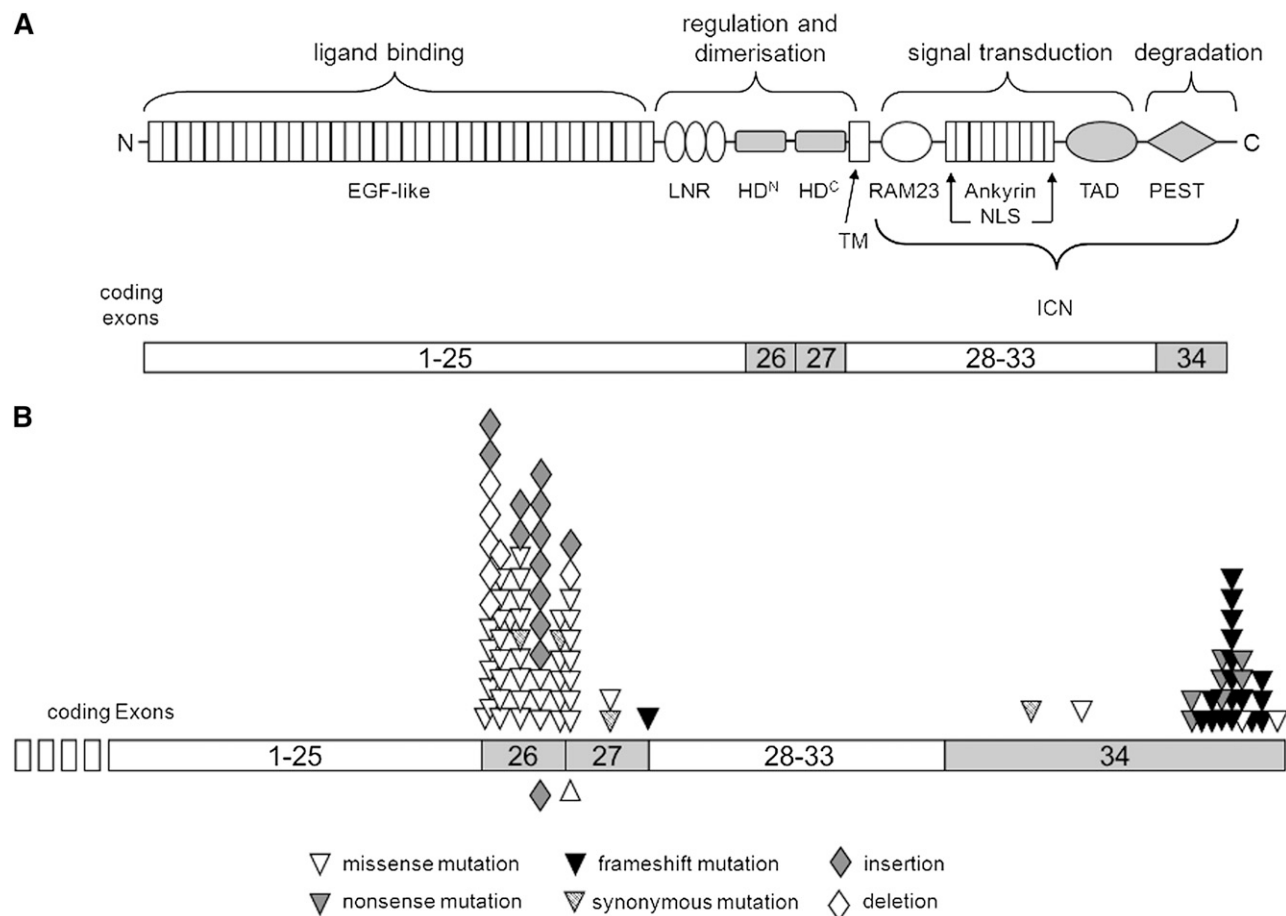 A
ligand binding
regulation and
dimerisation
signal transduction
degradation
N
C
EGF-like
LNR
HDᴺ
HDᶜ
TM
RAM23
Ankyrin
NLS
TAD
PEST
ICN
coding
exons
1-25
26
27
28-33
34
B
coding Exons
1-25
26
27
28-33
34
missense mutation
frameshift mutation
insertion
nonsense mutation
synonymous mutation
deletion